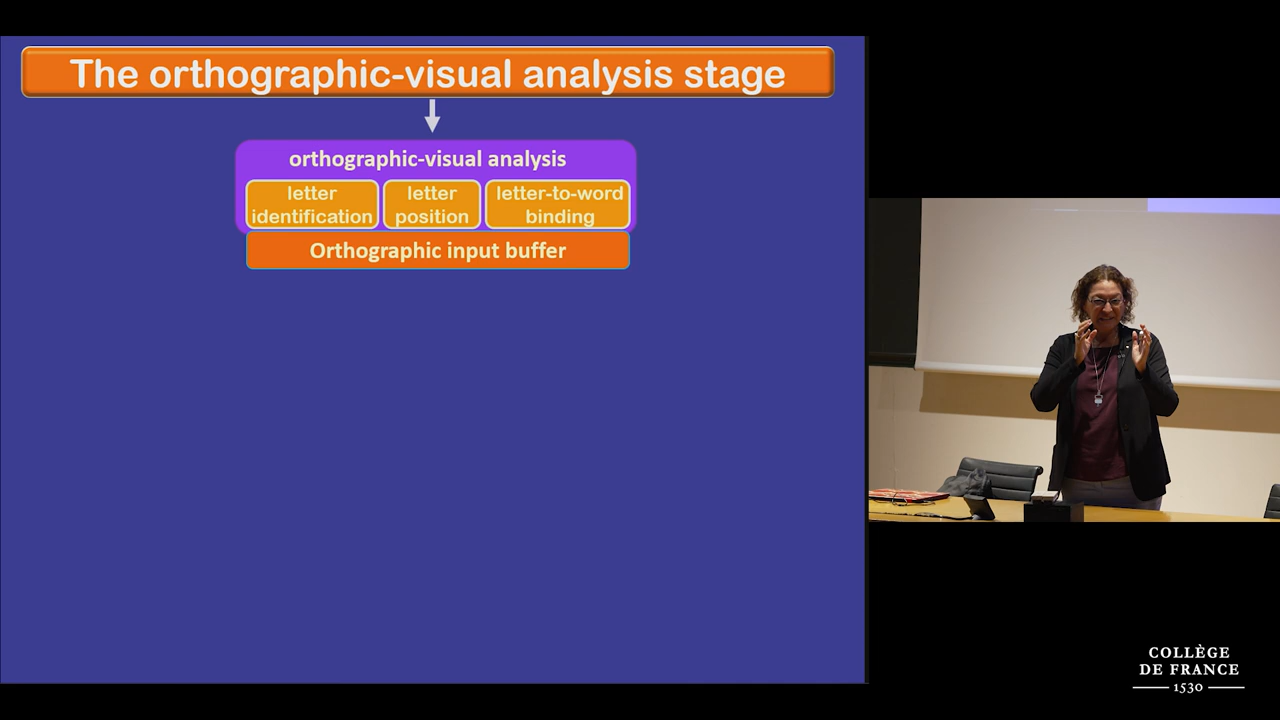 The orthographic-visual analysis stage
orthographic-visual analysis
letter
identification
letter
position
letter-to-word
binding
Orthographic input buffer
COLLÈGE
DE FRANCE
1530